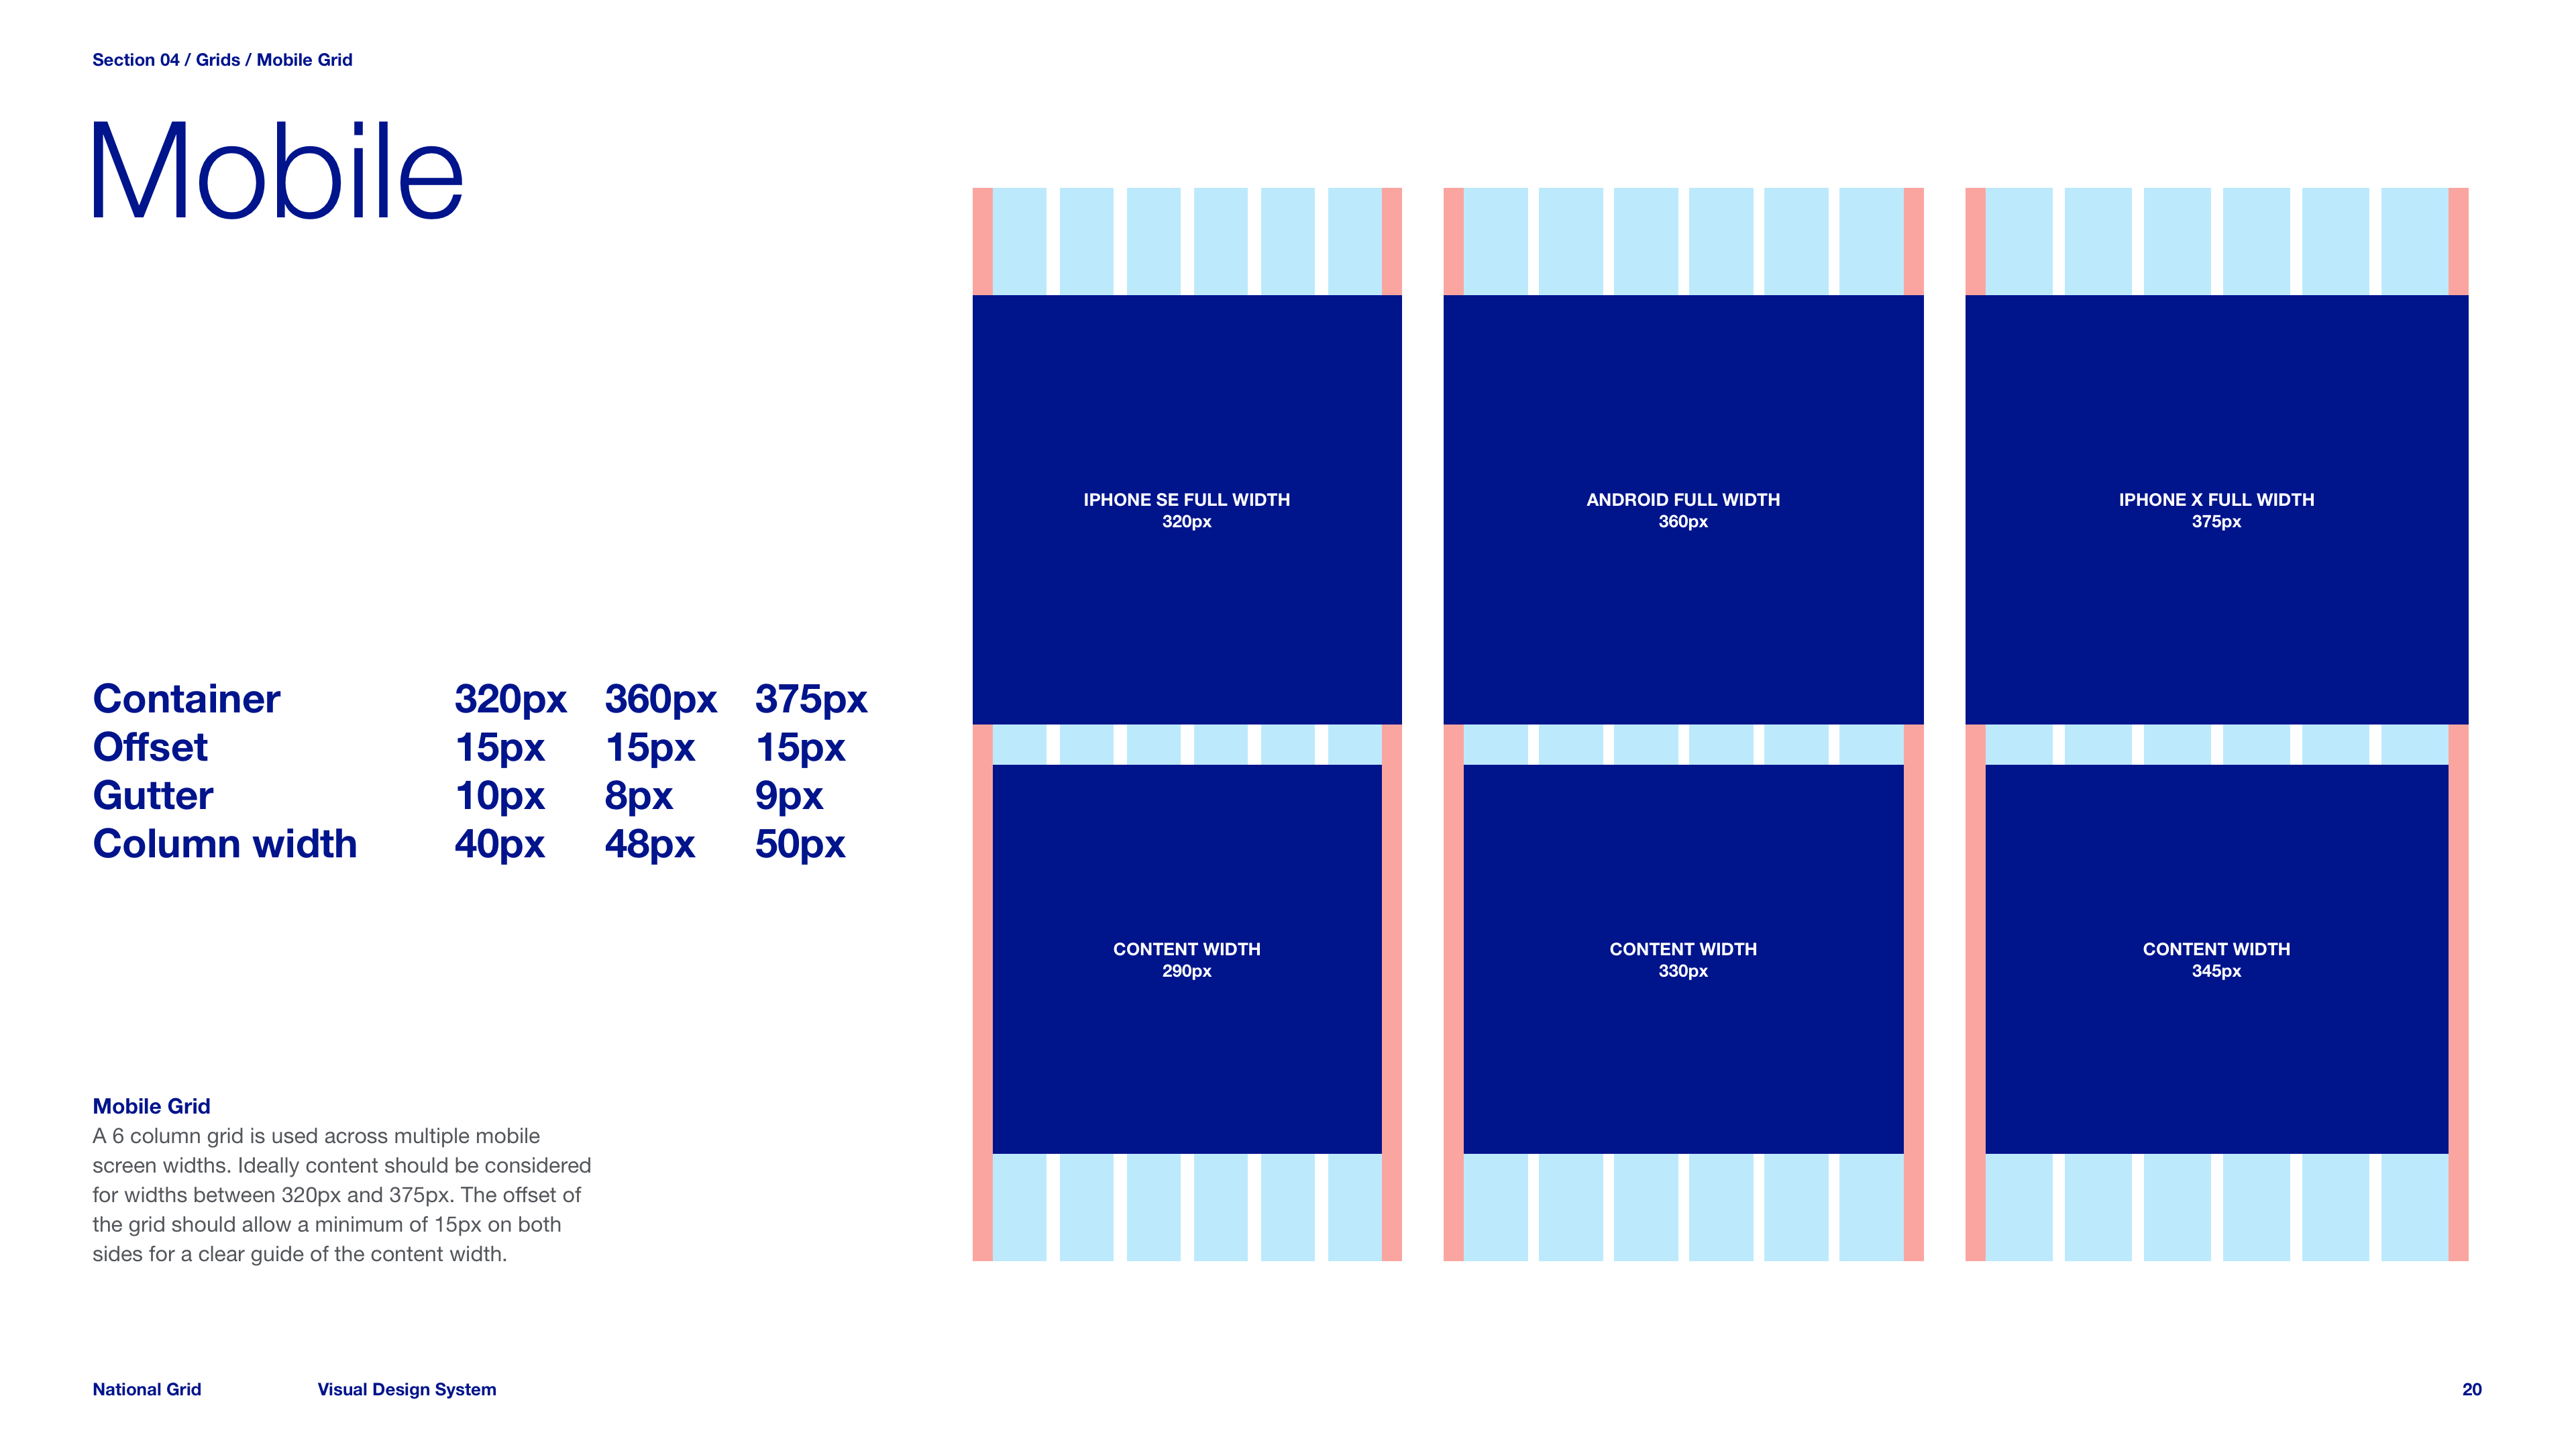 Section 04 / Grids / Mobile Grid
Mobile
Container 320px 360px 375px
Offset 15px 15px 15px
Gutter 10px 8px 9px
Column width 40px 48px 50px
Mobile Grid
A 6 column grid is used across multiple mobile
screen widths. Ideally content should be considered
for widths between 320px and 375px. The offset of
the grid should allow a minimum of 15px on both
sides for a clear guide of the content width.
IPHONE SE FULL WIDTH
320px
ANDROID FULL WIDTH
360px
IPHONE X FULL WIDTH
375px
CONTENT WIDTH
290px
CONTENT WIDTH
330px
CONTENT WIDTH
345px
National Grid
Visual Design System
20